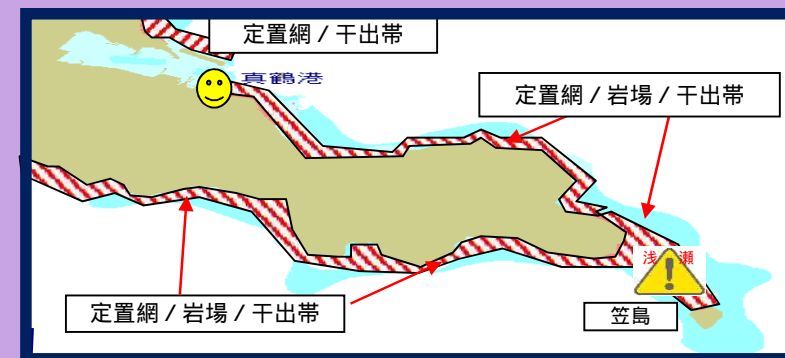 定置網 / 干出帯
真鶴港
定置網 / 岩場 / 干出帯
浅 瀬
定置網 / 岩場 / 干出帯
笠島